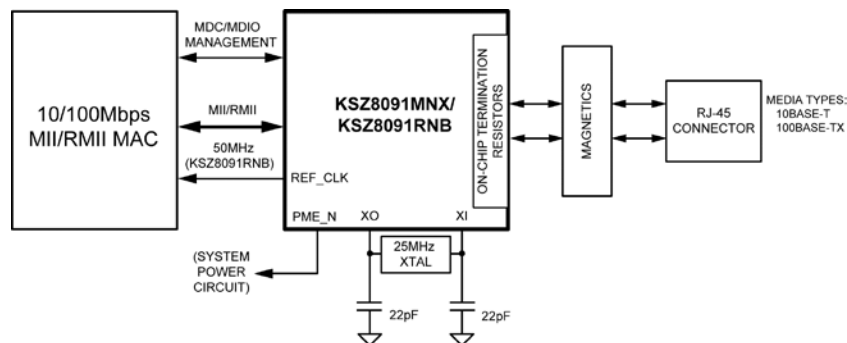 MDC/MDIO
MANAGEMENT
10/100Mbps
MII/RMII MAC
MII/RMII
50MHz
(KSZ8091RNB)
KSZ8091MNX/
KSZ8091RNB
REF_CLK
PME_N
XO
XI
ON-CHIP TERMINATION
RESISTORS
MAGNETICS
RJ-45
CONNECTOR
MEDIA TYPES:
10BASE-T
100BASE-TX
25MHz
XTAL
(SYSTEM
POWER
CIRCUIT)
22pF
22pF